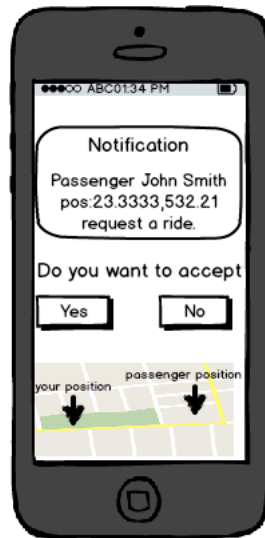 ABC01:34 PM
Notification
Passenger John Smith
pos:23.3333,532.21
request a ride.
Do you want to accept
Yes No
passenger position
your position